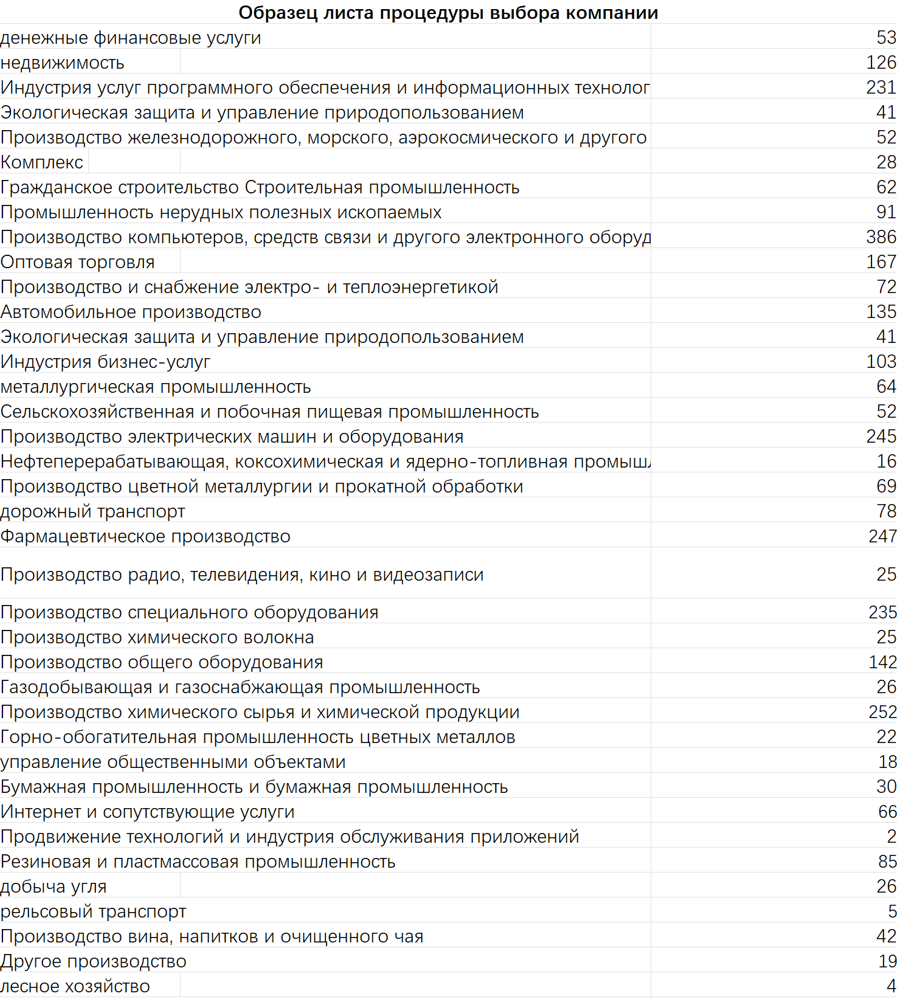 Образец листа процедуры выбора компании
денежные финансовые услуги 53
недвижимость 126
Индустрия услуг программного обеспечения и информационных технолог 231
Экологическая защита и управление природопользованием 41
Производство железнодорожного, морского, аэрокосмического и другого 52
Комплекс 28
Гражданское строительство Строительная промышленность 62
Промышленность нерудных полезных ископаемых 91
Производство компьютеров, средств связи и другого электронного оборуд 386
Оптовая торговля 167
Производство и снабжение электро- и теплоэнергетикой 72
Автомобильное производство 135
Экологическая защита и управление природопользованием 41
Индустрия бизнес-услуг 103
металлургическая промышленность 64
Сельскохозяйственная и побочная пищевая промышленность 52
Производство электрических машин и оборудования 245
Нефтеперерабатывающая, коксохимическая и ядерно-топливная промышл 16
Производство цветной металлургии и прокатной обработки 69
дорожный транспорт 78
Фармацевтическое производство 247
Производство радио, телевидения, кино и видеозаписи 25
Производство специального оборудования 235
Производство химического волокна 25
Производство общего оборудования 142
Газодобывающая и газоснабжающая промышленность 26
Производство химического сырья и химической продукции 252
Горно-обогатительная промышленность цветных металлов 22
управление общественными объектами 18
Бумажная промышленность и бумажная промышленность 30
Интернет и сопутствующие услуги 66
Продвижение технологий и индустрия обслуживания приложений 2
Резиновая и пластмассовая промышленность 85
добыча угля 26
рельсовый транспорт 5
Производство вина, напитков и очищенного чая 42
Другое производство 19
лесное хозяйство 4